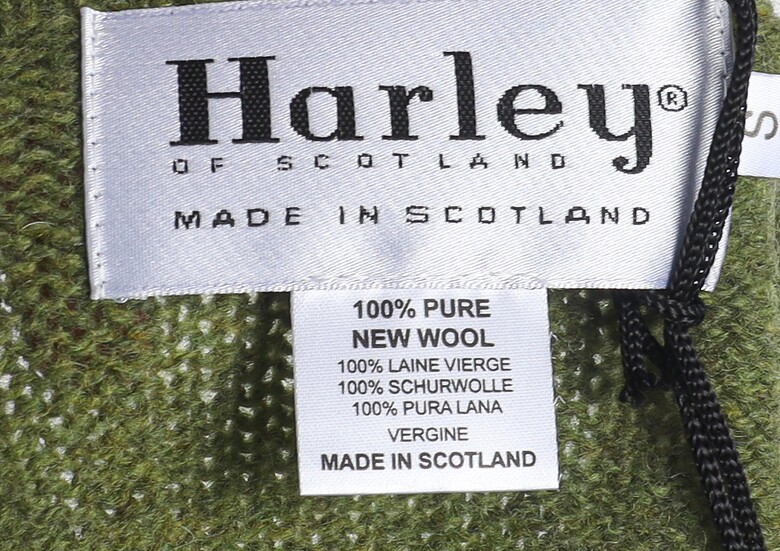 Harley®
OF SCOTLAND
MADE IN SCOTLAND
S
100% PURE
NEW WOOL
100% LAINE VIERGE
100% SCHURWOLLE
100% PURA LANA
VERGINE
MADE IN SCOTLAND